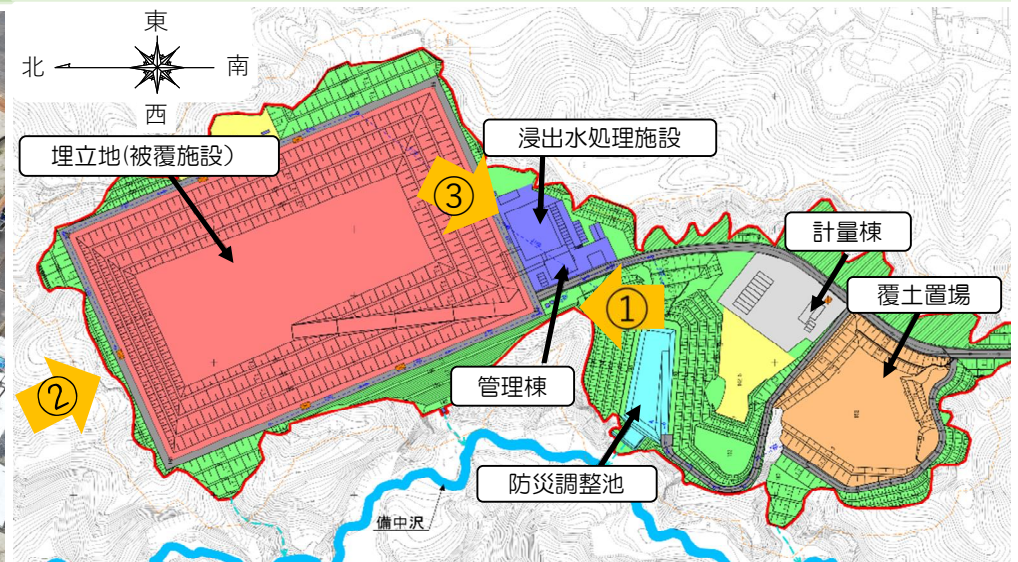 東
北
南
西
埋立地(被覆施設）
浸出水処理施設
③
計量棟
覆土置場
①
②
管理棟
防災調整池
備中沢